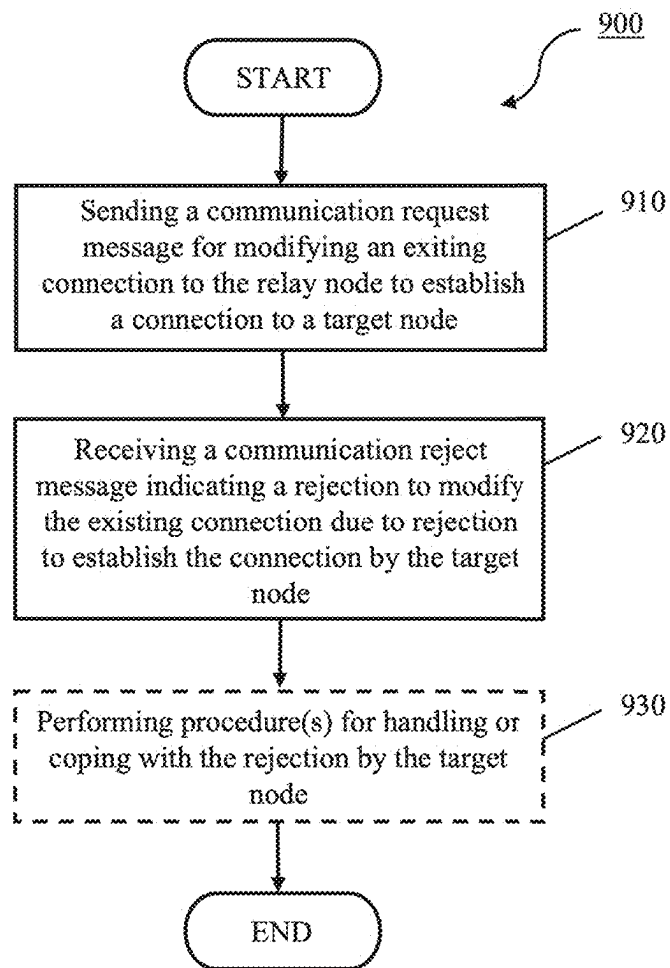 900
START
Sending a communication request
message for modifying an exiting
connection to the relay node to establish
a connection to a target node
910
Receiving a communication reject
message indicating a rejection to modify
the existing connection due to rejection
to establish the connection by the target
node
920
Performing procedure(s) for handling or
coping with the rejection by the target
node
930
END